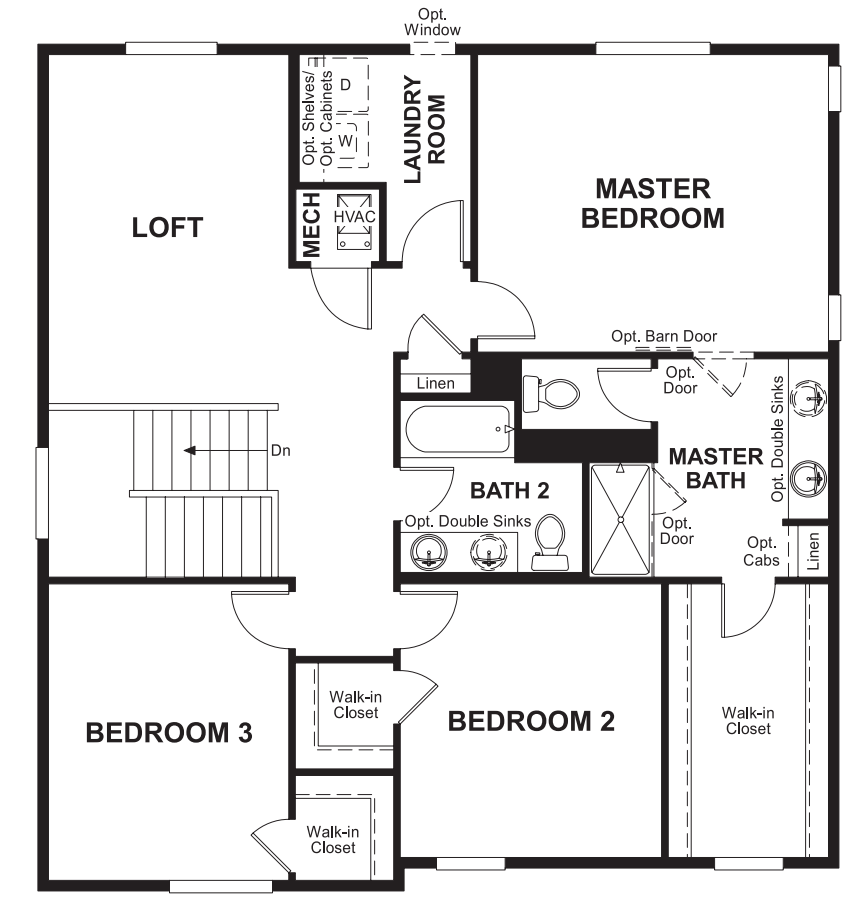 Opt.
Window
Opt. Shelves/
Opt. Cabinets
D
W
LAUNDRY
ROOM
MASTER
BEDROOM
LOFT
MECH
HVAC
Opt. Barn Door
Linen
Opt.
Door
Opt. Double Sinks
Dn
MASTER
BATH
BATH 2
Opt. Double Sinks
Opt.
Door
Opt.
Cabs
Linen
Walk-in
Closet
BEDROOM 3
BEDROOM 2
Walk-in
Closet
Walk-in
Closet